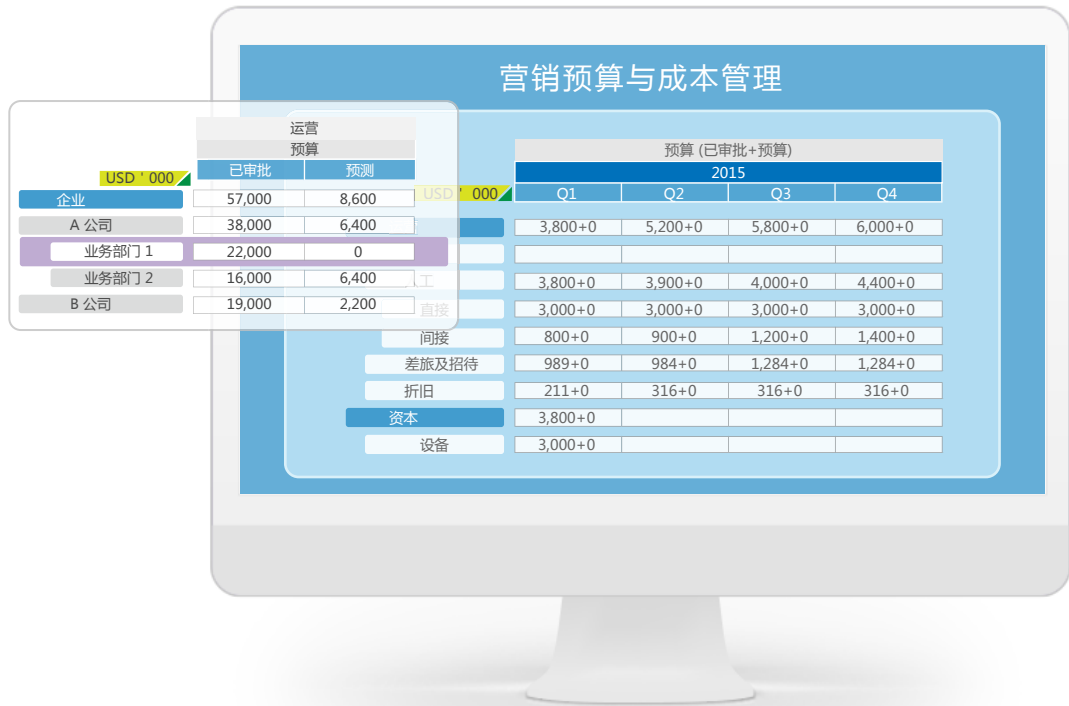 营销预算与成本管理
运营
预算
已审批 预测
USD ' 000
企业 57,000 8,600
A 公司 38,000 6,400
业务部门 1 22,000 0
业务部门 2 16,000 6,400
B 公司 19,000 2,200
预算 (已审批+预算)
2015
USD ' 000 Q1 Q2 Q3 Q4
3,800+0 5,200+0 5,800+0 6,000+0
3,800+0 3,900+0 4,000+0 4,400+0
直接 3,000+0 3,000+0 3,000+0 3,000+0
间接 800+0 900+0 1,200+0 1,400+0
差旅及招待 989+0 984+0 1,284+0 1,284+0
折旧 211+0 316+0 316+0 316+0
资本 3,800+0
设备 3,000+0